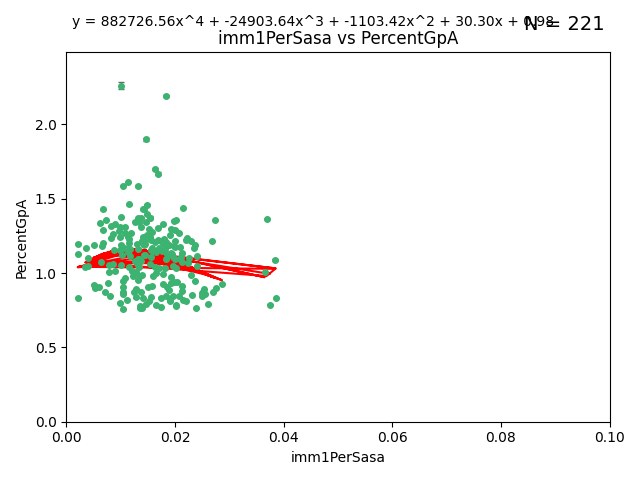 y = 882726.56x^4 + -24903.64x^3 + -1103.42x^2 + 30.30x + 0.98
N = 221
imm1PerSasa vs PercentGpA
PercentGpA
2.0
1.5
1.0
0.5
0.0
0.00 0.02 0.04 0.06 0.08 0.10
imm1PerSasa